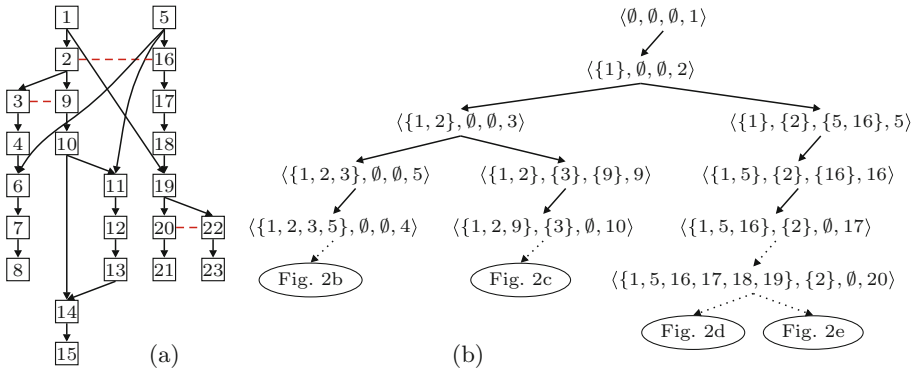 1 5
⟨∅, ∅, ∅, 1⟩
2 16
⟨{1}, ∅, ∅, 2⟩
3 9 17
⟨{1, 2}, ∅, ∅, 3⟩
⟨{1}, {2}, {5, 16}, 5⟩
4 10 18
6 11 19
⟨{1, 2, 3}, ∅, ∅, 5⟩
⟨{1, 2}, {3}, {9}, 9⟩
⟨{1, 5}, {2}, {16}, 16⟩
7 12 20 22
⟨{1, 2, 3, 5}, ∅, ∅, 4⟩
⟨{1, 2, 9}, {3}, ∅, 10⟩
⟨{1, 5, 16}, {2}, ∅, 17⟩
8 13 21 23
Fig. 2b
Fig. 2c
⟨{1, 5, 16, 17, 18, 19}, {2}, ∅, 20⟩
14
Fig. 2d
Fig. 2e
15
(a)
(b)